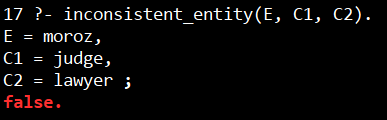 17 ?- inconsistent_entity(E, C1, C2).
E = moroz,
C1 = judge,
C2 = lawyer ;
false.